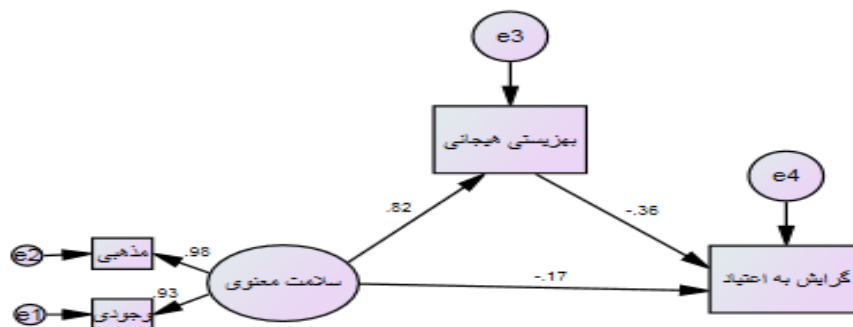 e3
بهزیستی هیجانی
e4
.82
-.36
e2
مذهبی
.98
سلامت معنوی
-.17
گرایش به اعتیاد
e1
وجودی
.93